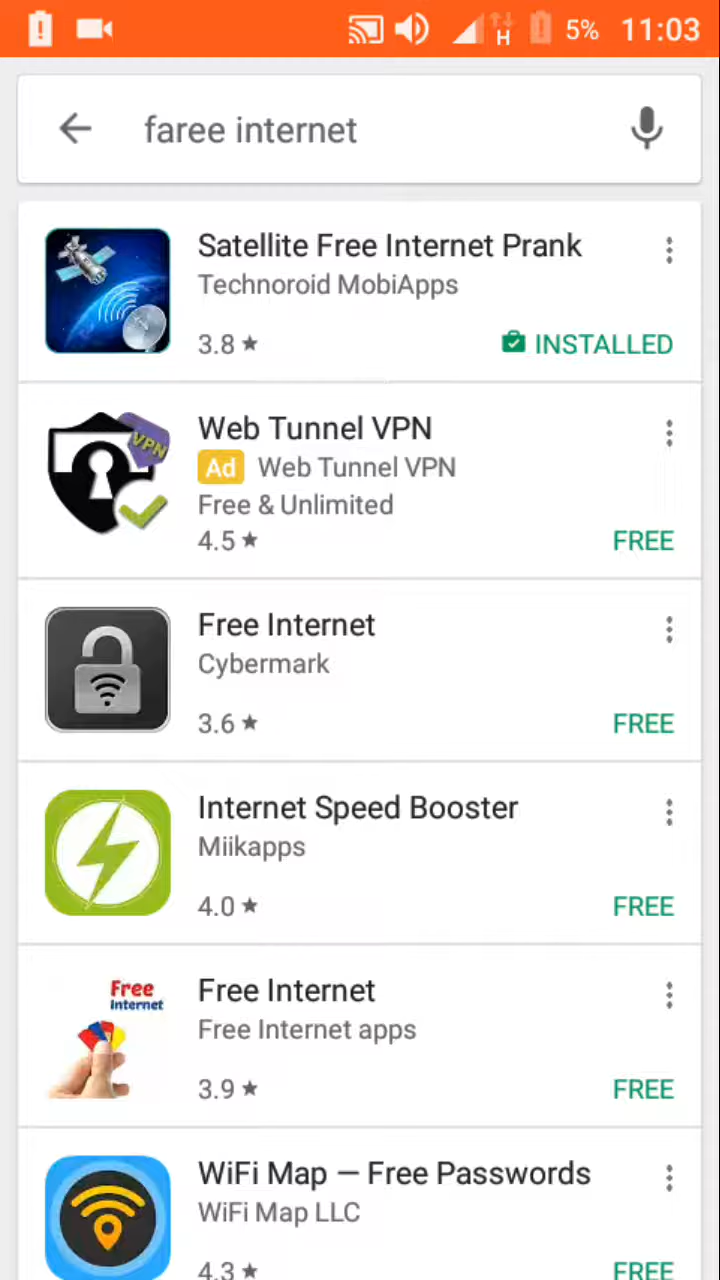 H 5% 11:03
faree internet
Satellite Free Internet Prank
Technoroid MobiApps
3.8 ★ INSTALLED
VPN
Web Tunnel VPN
Ad Web Tunnel VPN
Free & Unlimited
4.5 ★ FREE
Free Internet
Cybermark
3.6 ★ FREE
Internet Speed Booster
Miikapps
4.0 ★ FREE
Free
Internet
Free Internet
Free Internet apps
3.9 ★ FREE
WiFi Map — Free Passwords
WiFi Map LLC
4.3 ★ FREE